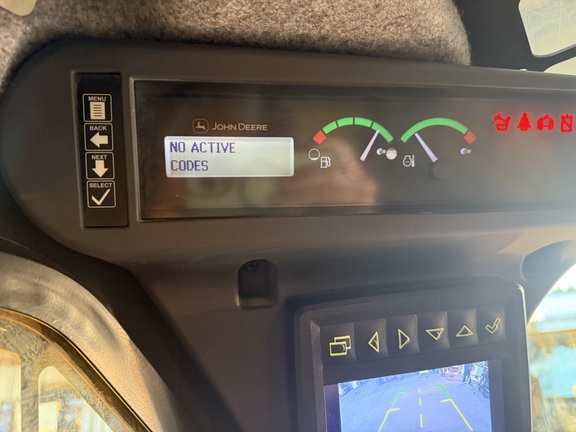 MENU
BACK
NEXT
SELECT
JOHN DEERE
NO ACTIVE
CODES